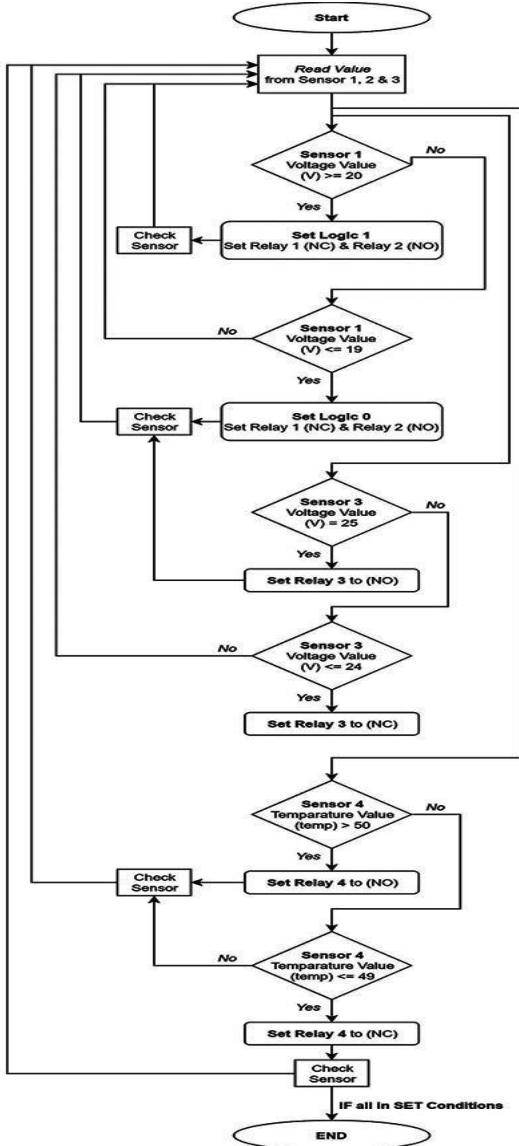 Start
Read Value
from Sensor 1, 2 & 3
Sensor 1
Voltage Value
(V) >= 20
No
Yes
Check
Sensor
Set Logic 1
Set Relay 1 (NC) & Relay 2 (NO)
Sensor 1
Voltage Value
(V) <= 19
No
Yes
Check
Sensor
Set Logic 0
Set Relay 1 (NC) & Relay 2 (NO)
Sensor 3
Voltage Value
(V) = 25
No
Yes
Set Relay 3 to (NO)
Sensor 3
Voltage Value
(V) <= 24
No
Yes
Set Relay 3 to (NC)
Sensor 4
Temparature Value
(temp) > 50
No
Yes
Check
Sensor
Set Relay 4 to (NO)
Sensor 4
Temparature Value
(temp) <= 49
No
Yes
Set Relay 4 to (NC)
Check
Sensor
IF all in SET Conditions
END